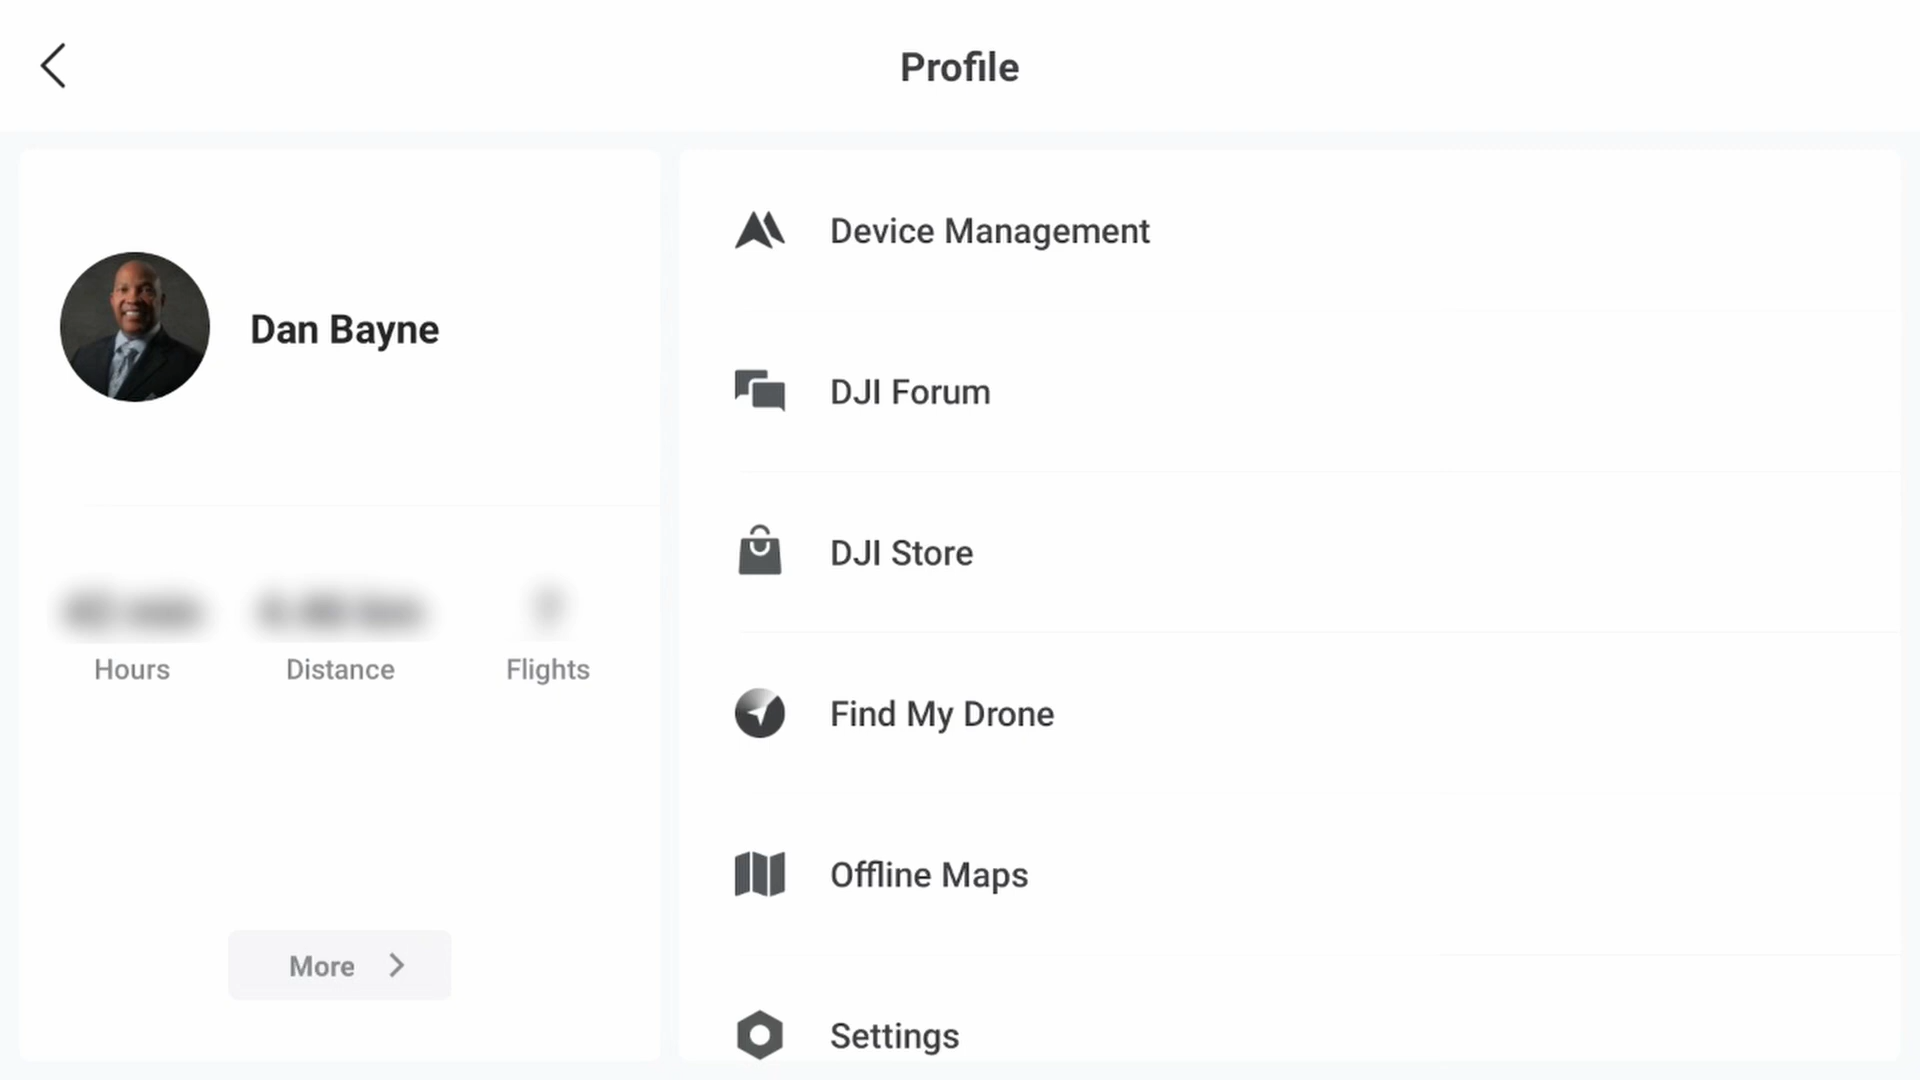 Profile
Dan Bayne
Hours
Distance
Flights
More
Device Management
DJI Forum
DJI Store
Find My Drone
Offline Maps
Settings